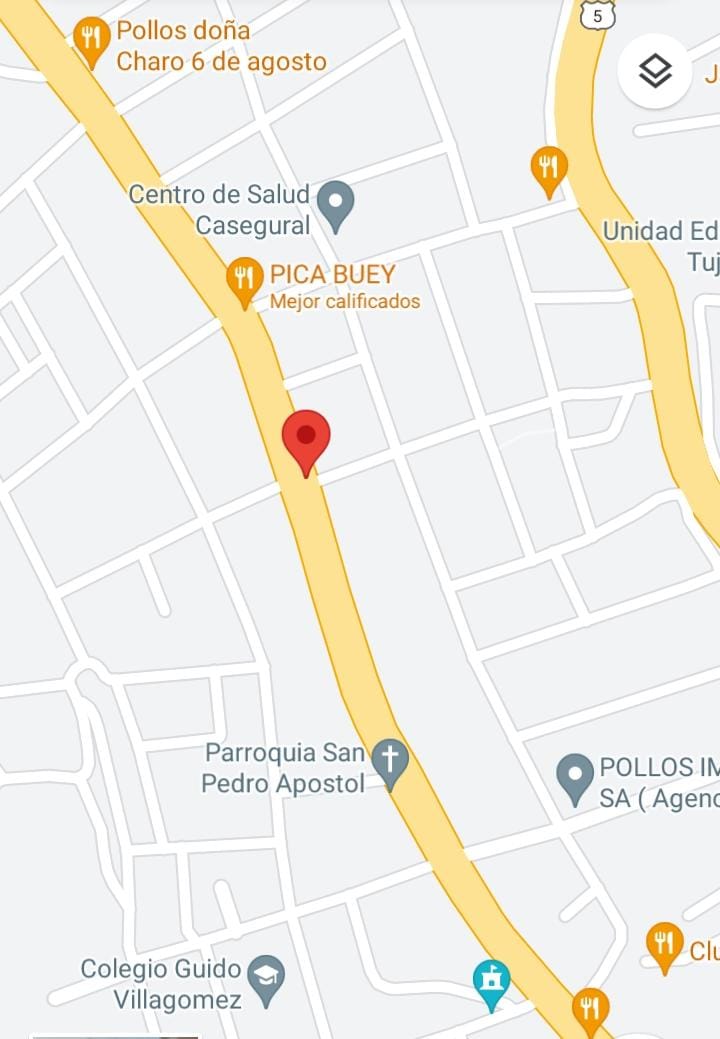 Pollos doña
Charo 6 de agosto
5
J
Centro de Salud
Casegural
Unidad Ed
Tuj
PICA BUEY
Mejor calificados
Parroquia San
Pedro Apostol
POLLOS IM
SA ( Agenc
Colegio Guido
Villagomez
Clu